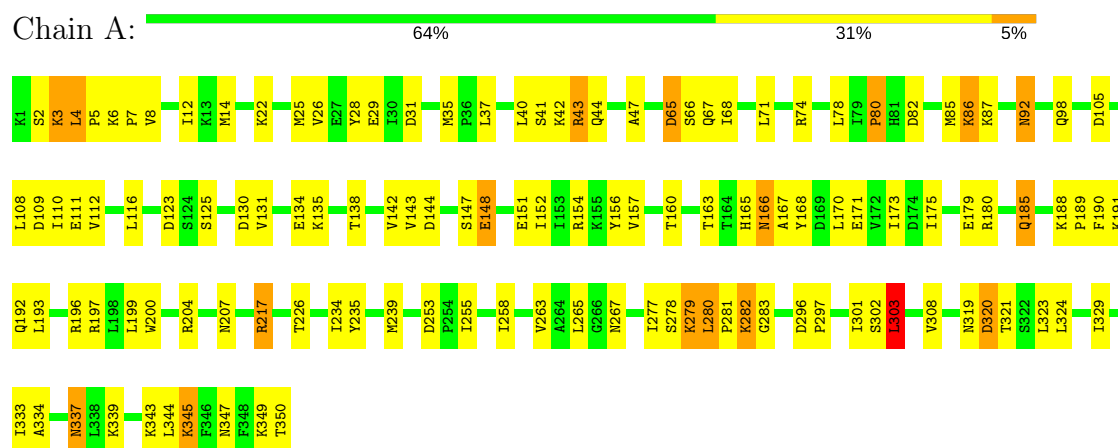 Chain A:
64% 31% 5%
K1 S2 K3 L4 P5 K6 P7 V8 I12 K13 M14 K22 M25 V26 E27 Y28 E29 I30 D31 M35 P36 L37 L40 S41 K42 R43 Q44 A47 D65 S66 Q67 I68 L71 R74 L78 I79 P80 H81 D82 M85 K86 K87 N92 Q98 D105
L108 D109 I110 E111 V112 L116 D123 S124 S125 D130 V131 E134 K135 T138 V142 V143 D144 S147 E148 E151 I152 I153 R154 K155 Y156 V157 T160 T163 T164 H165 N166 A167 Y168 D169 L170 E171 V172 I173 D174 I175 E179 R180 Q185 K188 P189 F190 K191
Q192 L193 R196 R197 L198 L199 W200 R204 N207 R217 T226 I234 Y235 M239 D253 P254 I255 I258 V263 A264 L265 G266 N267 I277 S278 K279 L280 P281 K282 G283 D296 P297 I301 S302 L303 V308 N319 D320 T321 S322 L323 L324 I329
I333 A334 N337 L338 K339 K343 L344 K345 F346 N347 F348 K349 T350